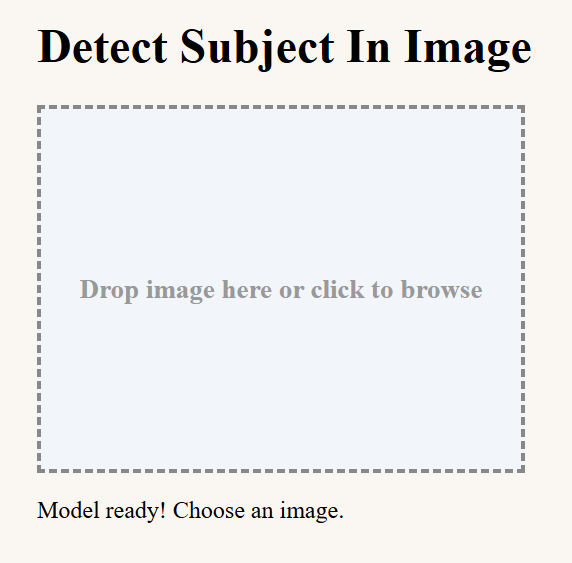 Detect Subject In Image
Drop image here or click to browse
Model ready! Choose an image.